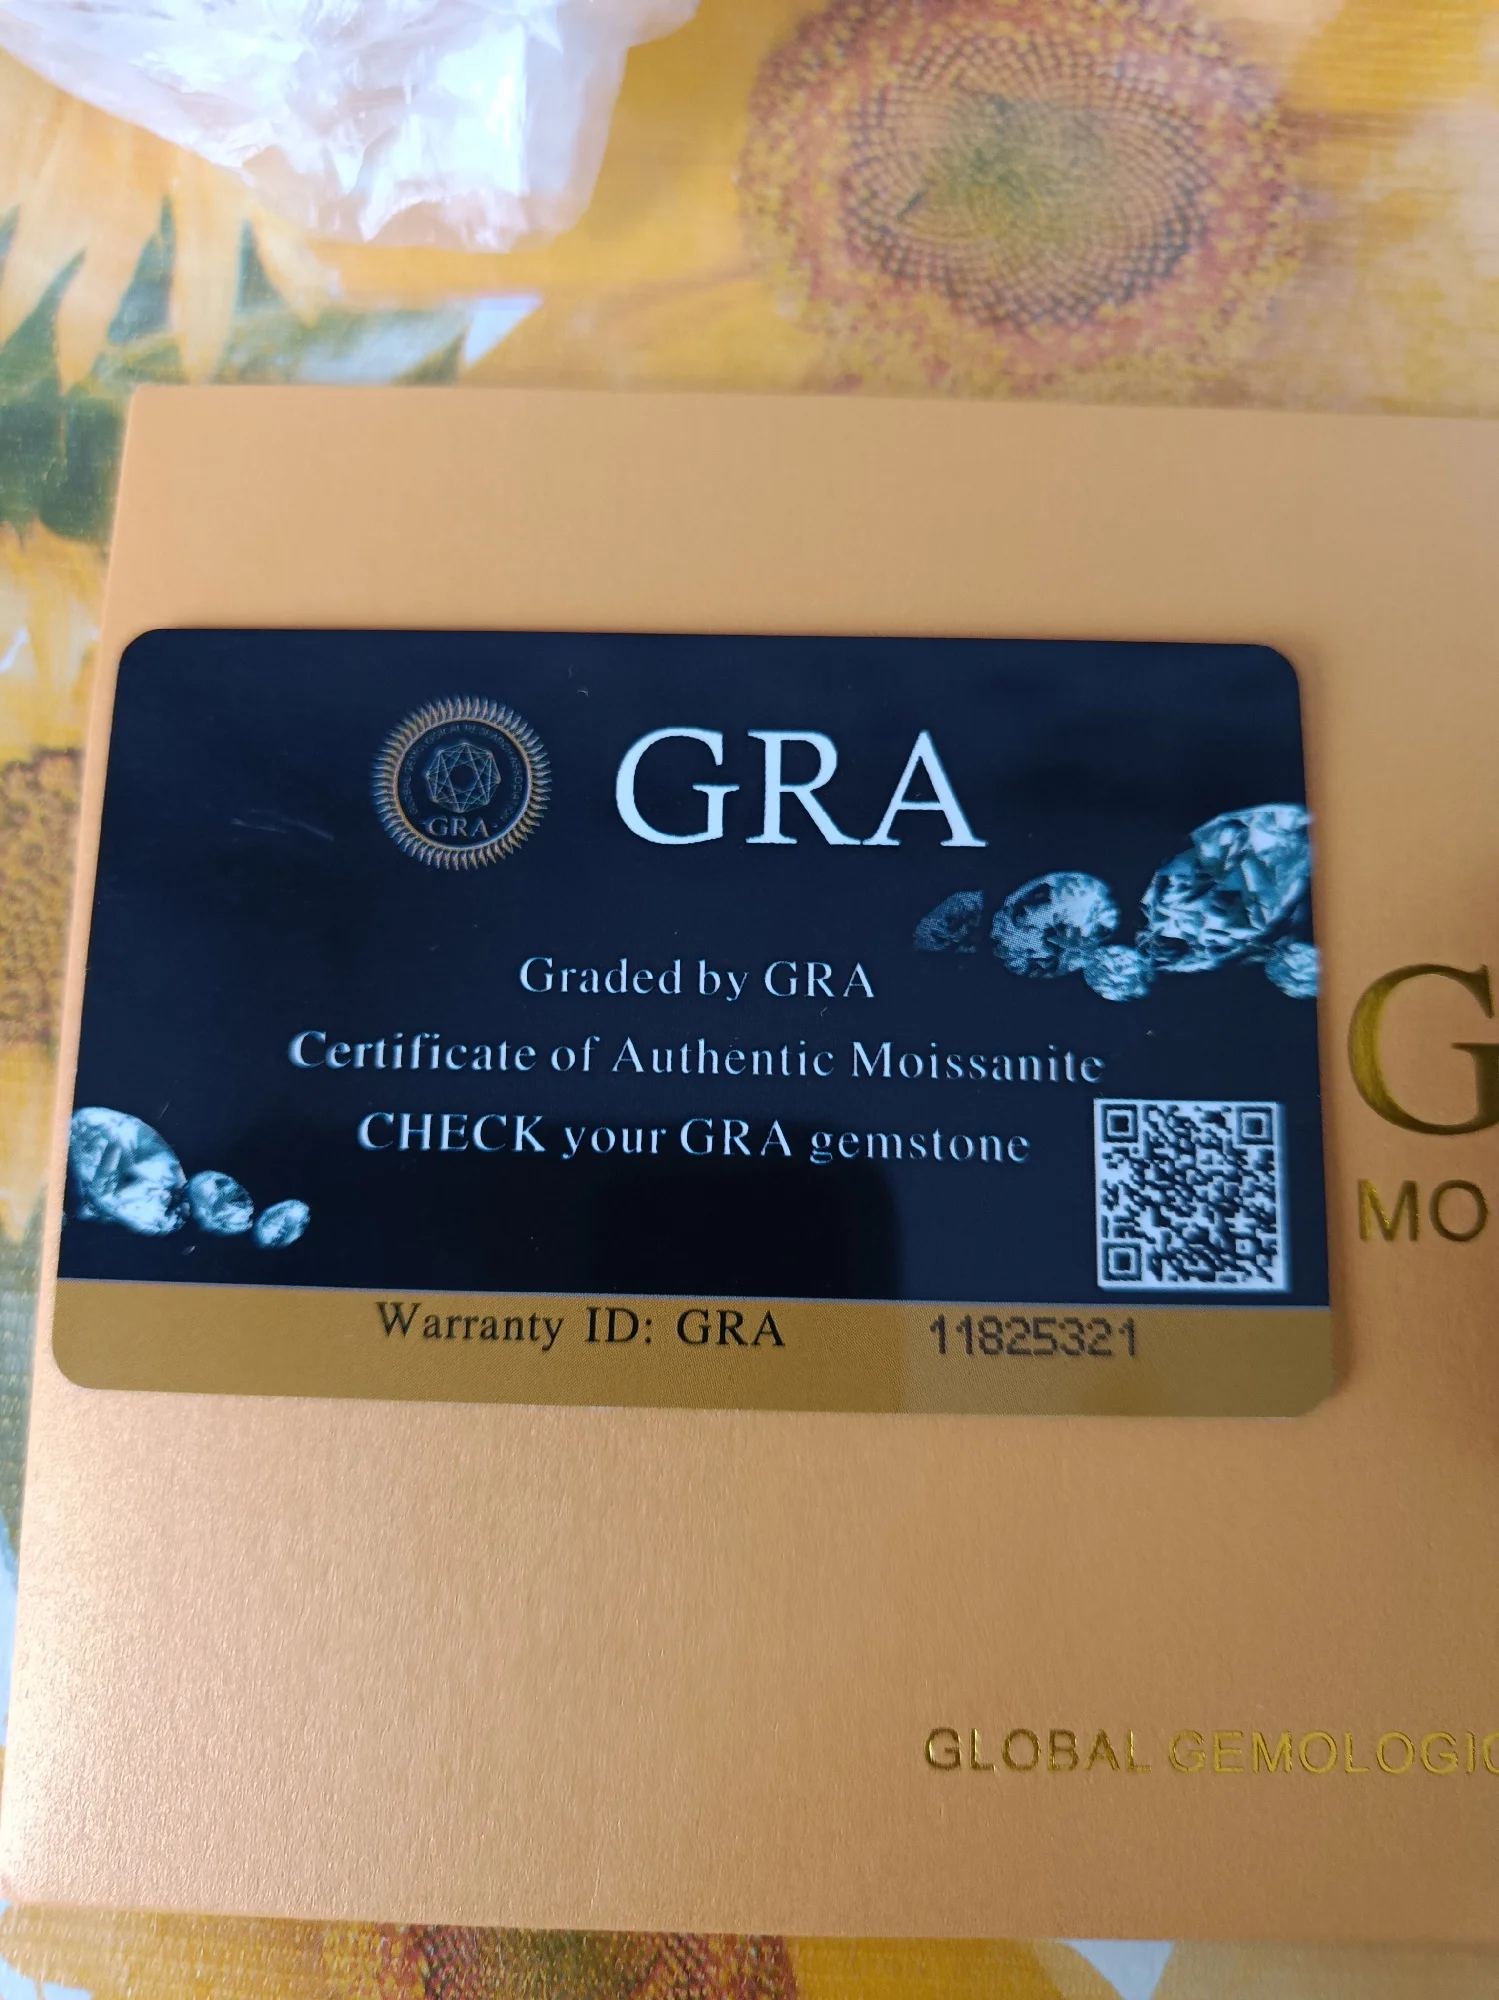 GRA
GRA
Graded by GRA
Certificate of Authentic Moissanite
CHECK your GRA gemstone
Warranty ID: GRA 11825321
G
MO
GLOBAL GEMOLOGIC